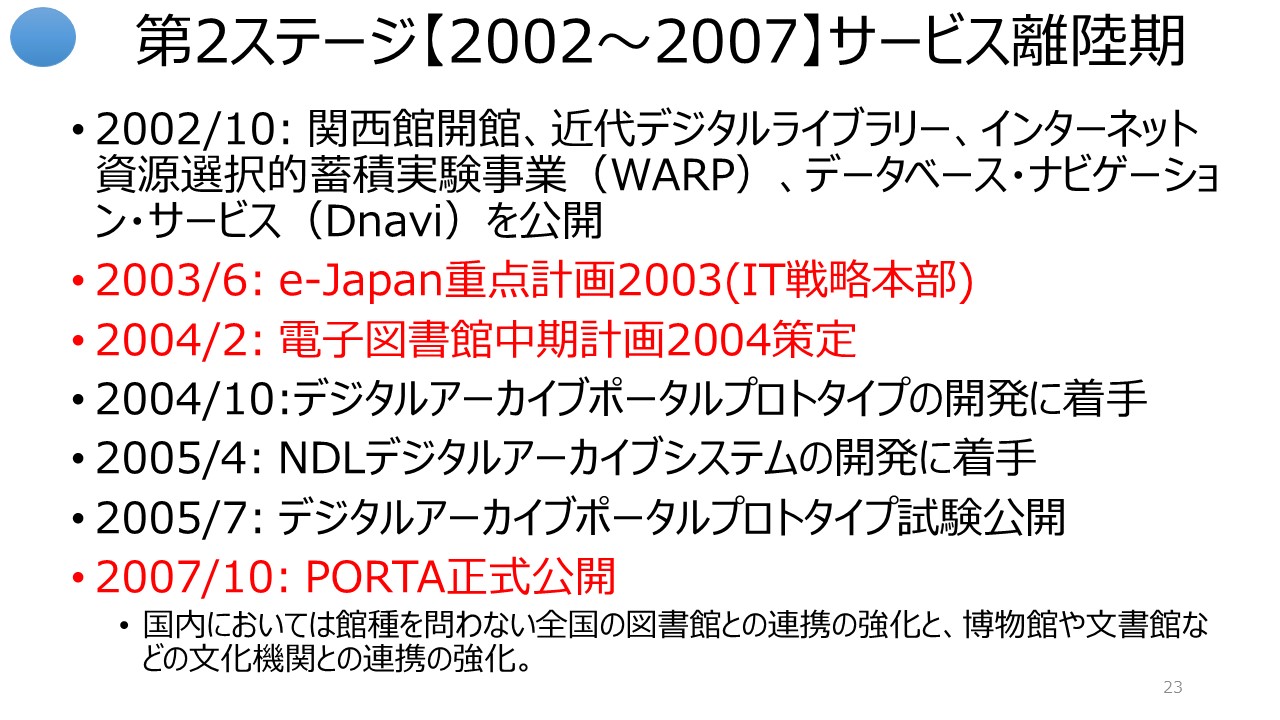 第2ステージ【2002～2007】サービス離陸期
• 2002/10: 関西館開館、近代デジタルライブラリー、インターネット
資源選択的蓄積実験事業（WARP）、データベース・ナビゲーショ
ン・サービス（Dnavi）を公開
• 2003/6: e-Japan重点計画2003(IT戦略本部)
• 2004/2: 電子図書館中期計画2004策定
• 2004/10:デジタルアーカイブポータルプロトタイプの開発に着手
• 2005/4: NDLデジタルアーカイブシステムの開発に着手
• 2005/7: デジタルアーカイブポータルプロトタイプ試験公開
• 2007/10: PORTA正式公開
• 国内においては館種を問わない全国の図書館との連携の強化と、博物館や文書館な
どの文化機関との連携の強化。
23